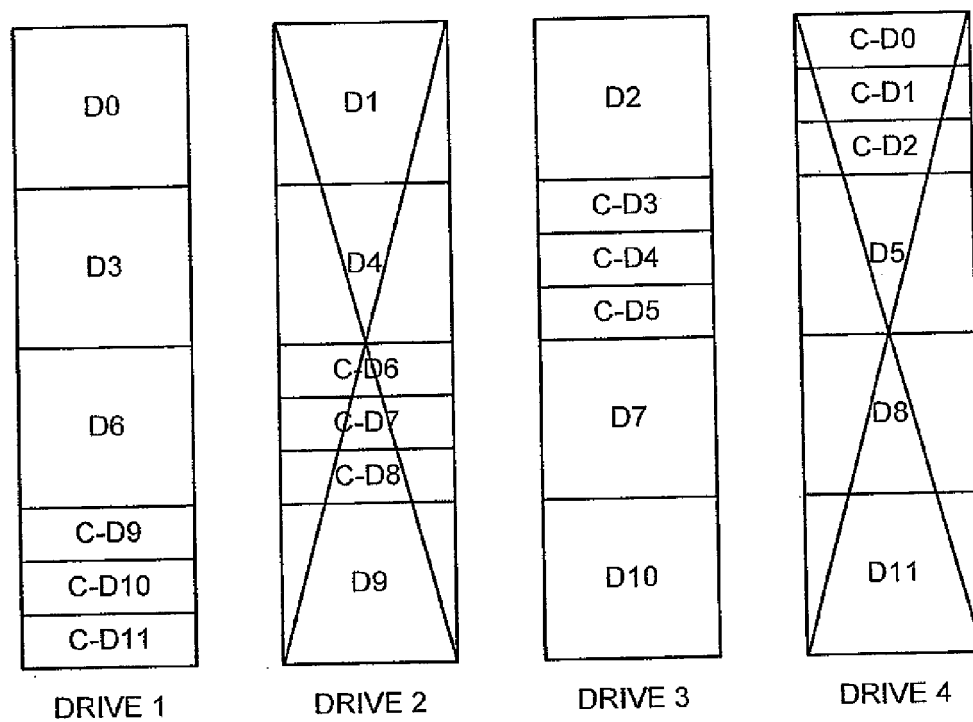 D0
D3
D6
C-D9
C-D10
C-D11
DRIVE 1
D1
D4
C-D6
C-D7
C-D8
D9
DRIVE 2
D2
C-D3
C-D4
C-D5
D7
D10
DRIVE 3
C-D0
C-D1
C-D2
D5
D8
D11
DRIVE 4